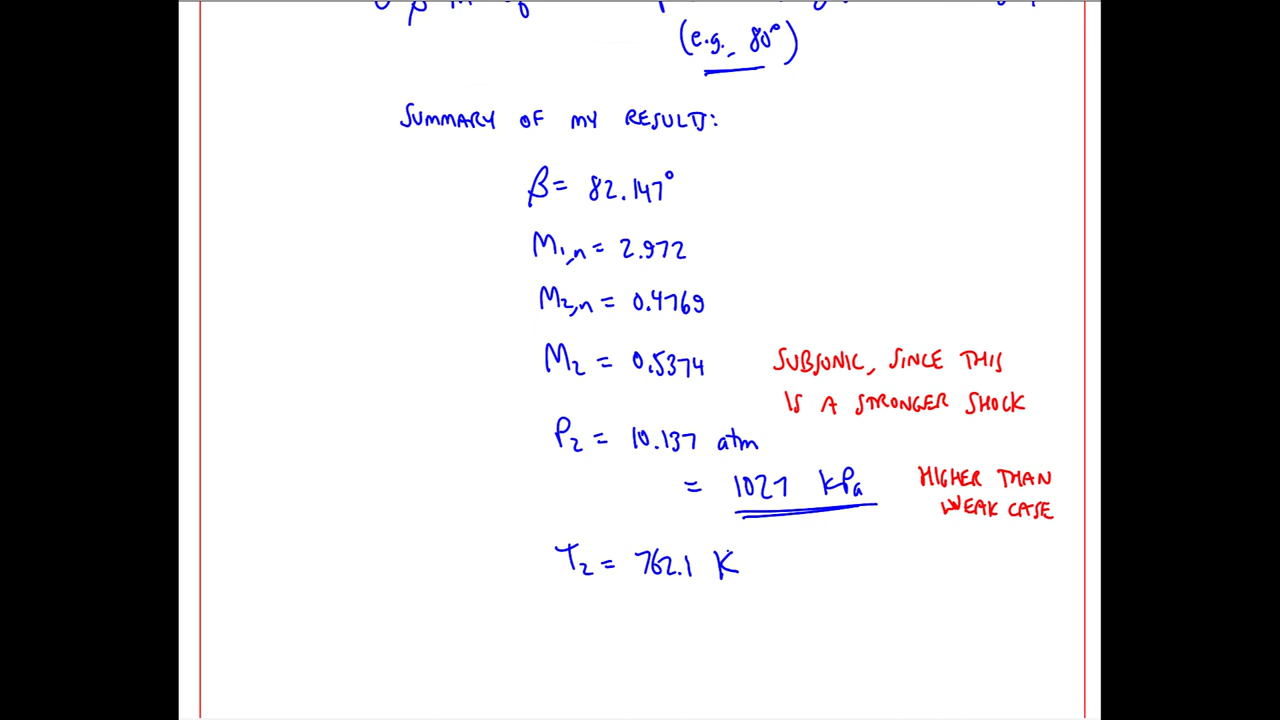 (e.g., 80°)
SUMMARY OF MY RESULTS:
β = 82.147°
M1,n = 2.972
M2,n = 0.4769
M2 = 0.5374
SUBSONIC, SINCE THIS
IS A STRONGER SHOCK
P2 = 10.137 atm
= 1027 kPa
HIGHER THAN
WEAK CASE
T2 = 762.1 K